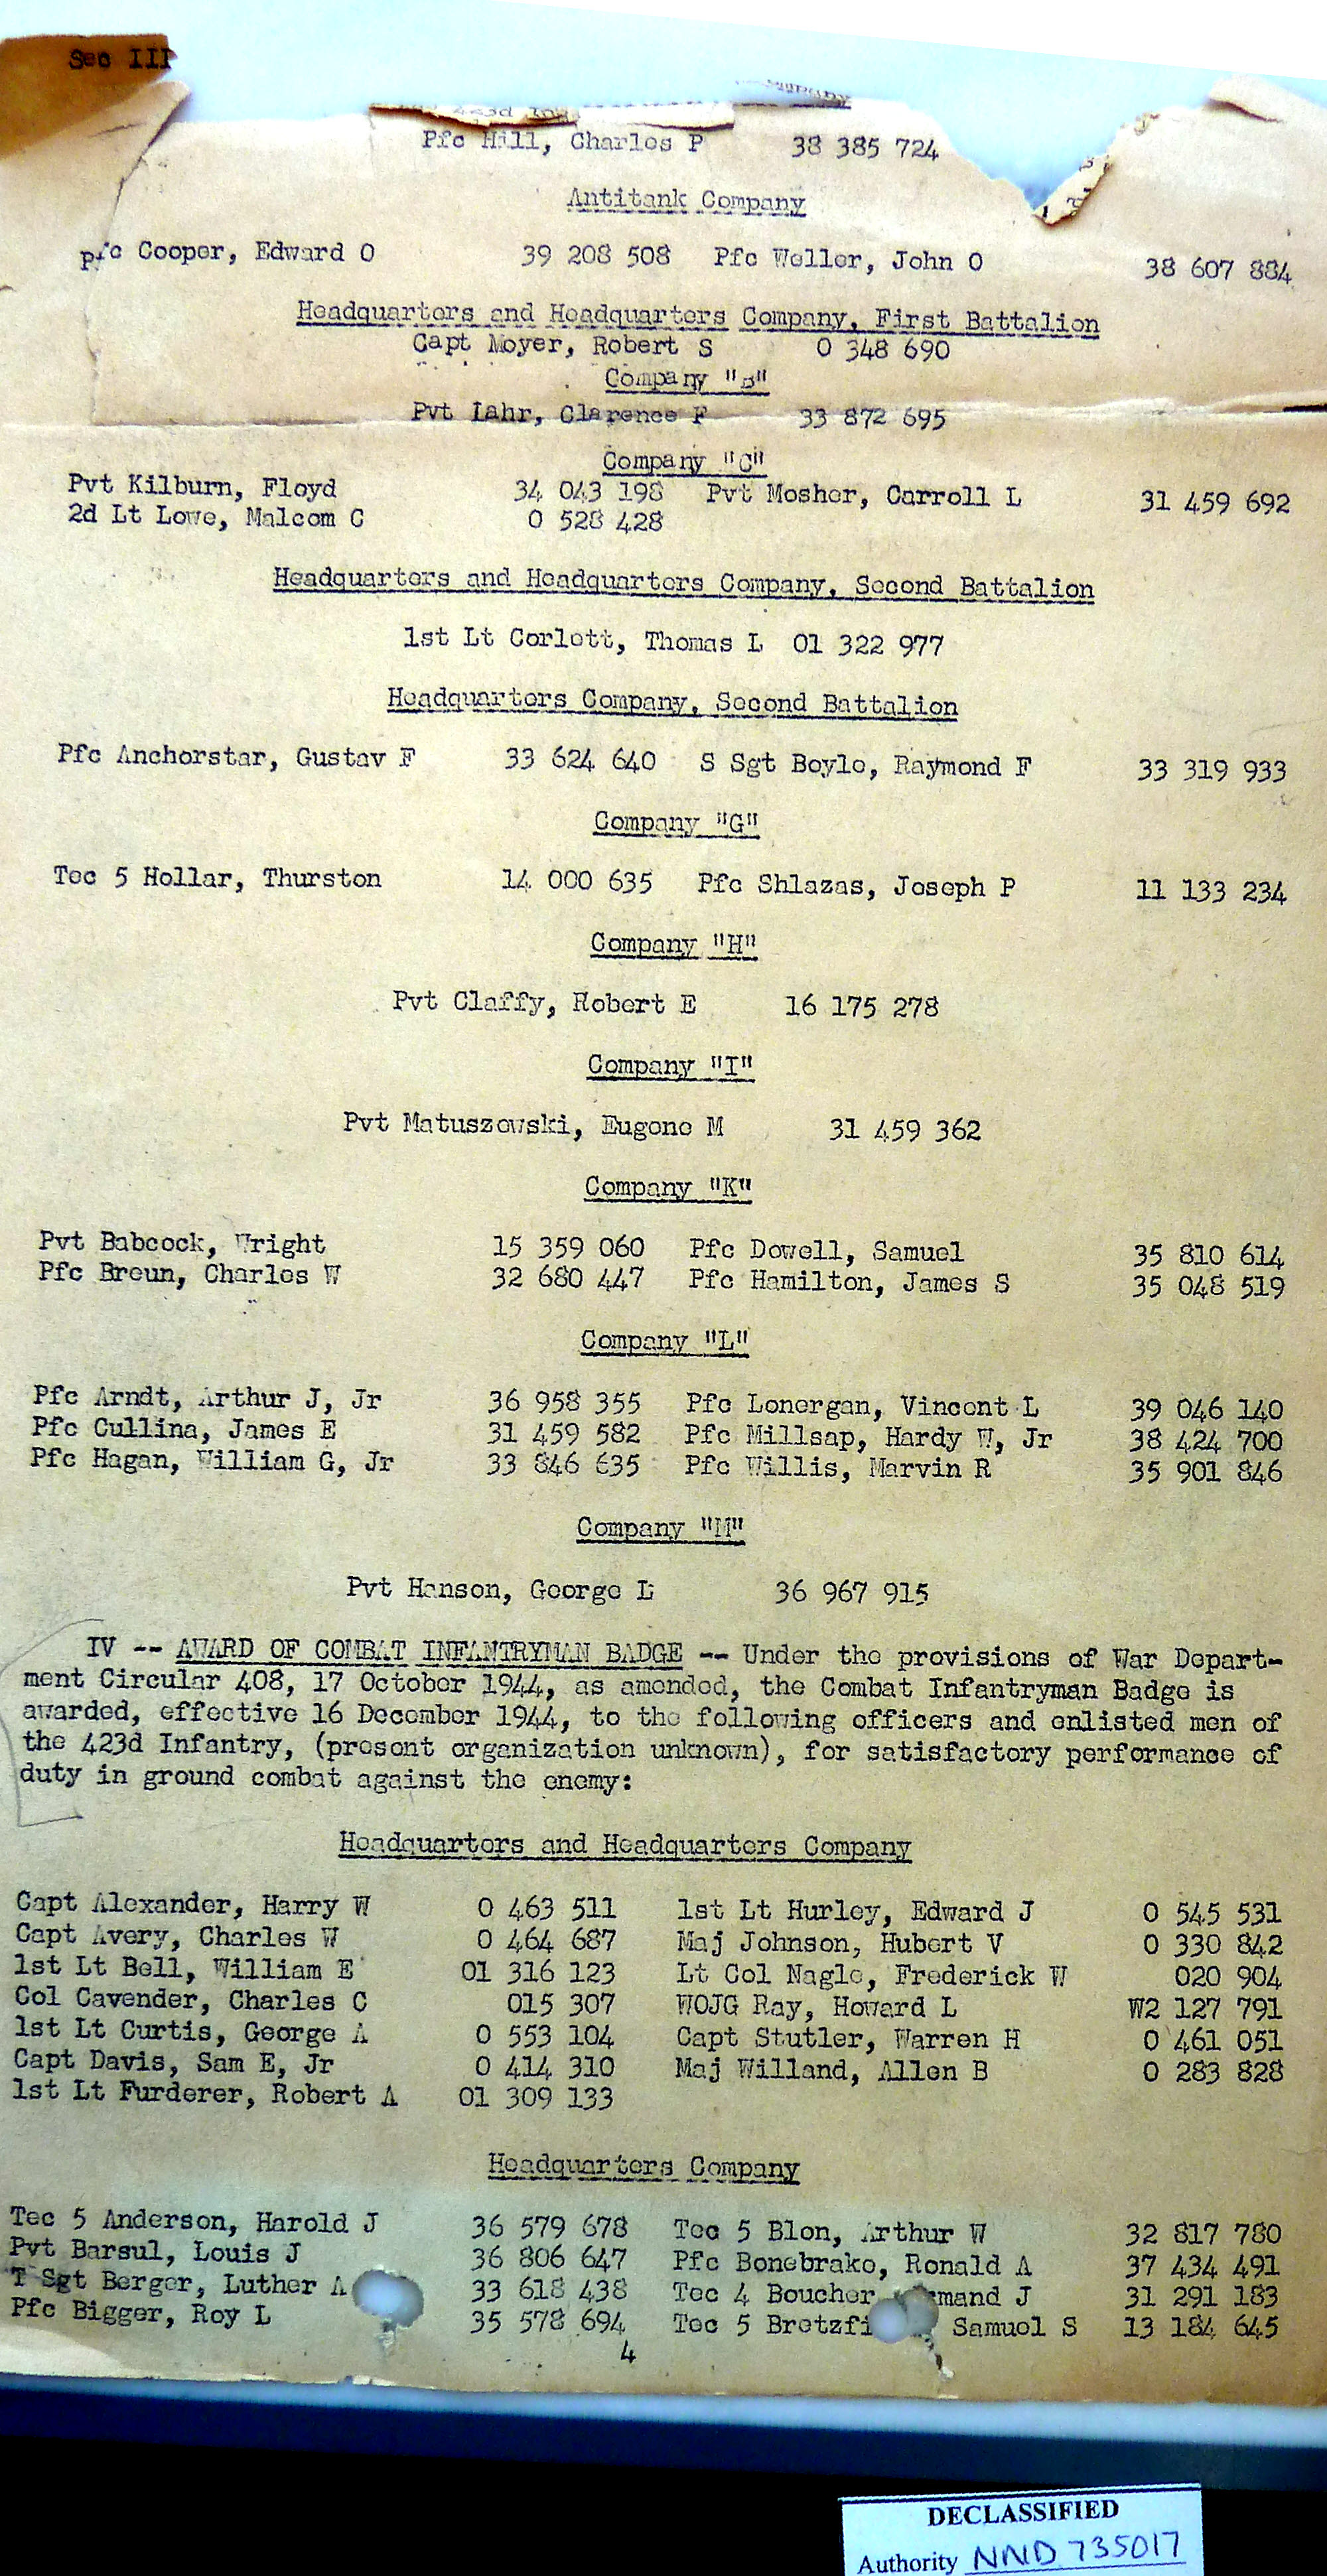 Sec III
423d
Pfc Hill, Charles P 38 385 724
Antitank Company
Pfc Cooper, Edward O 39 208 508 Pfc Weller, John O 38 607 884
Headquarters and Headquarters Company, First Battalion
Capt Moyer, Robert S O 348 690
Company "B"
Pvt Lahr, Clarence F 33 872 695
Company "C"
Pvt Kilburn, Floyd 34 043 198 Pvt Mosher, Carroll L 31 459 692
2d Lt Lowe, Malcom C O 528 428
Headquarters and Headquarters Company, Second Battalion
1st Lt Corlett, Thomas L O1 322 977
Headquarters Company, Second Battalion
Pfc Anchorstar, Gustav F 33 624 640 S Sgt Boyle, Raymond F 33 319 933
Company "G"
Tec 5 Hollar, Thurston 14 000 635 Pfc Shlazas, Joseph P 11 133 234
Company "H"
Pvt Claffy, Robert E 16 175 278
Company "I"
Pvt Matuszewski, Eugene M 31 459 362
Company "K"
Pvt Babcock, Wright 15 359 060 Pfc Dowell, Samuel 35 810 614
Pfc Breun, Charles W 32 680 447 Pfc Hamilton, James S 35 048 519
Company "L"
Pfc Arndt, Arthur J, Jr 36 958 355 Pfc Lonergan, Vincent L 39 046 140
Pfc Cullina, James E 31 459 582 Pfc Millsap, Hardy W, Jr 38 424 700
Pfc Hagan, William G, Jr 33 846 635 Pfc Willis, Marvin R 35 901 846
Company "M"
Pvt Hanson, George L 36 967 915
IV -- AWARD OF COMBAT INFANTRYMAN BADGE -- Under the provisions of War Depart-
ment Circular 408, 17 October 1944, as amended, the Combat Infantryman Badge is
awarded, effective 16 December 1944, to the following officers and enlisted men of
the 423d Infantry, (present organization unknown), for satisfactory performance of
duty in ground combat against the enemy:
Headquarters and Headquarters Company
Capt Alexander, Harry W O 463 511 1st Lt Hurley, Edward J O 545 531
Capt Avery, Charles W O 464 687 Maj Johnson, Hubert V O 330 842
1st Lt Bell, William E O1 316 123 Lt Col Nagle, Frederick W O20 904
Col Cavender, Charles C O15 307 WOJG Ray, Howard L W2 127 791
1st Lt Curtis, George A O 553 104 Capt Stutler, Warren H O 461 051
Capt Davis, Sam E, Jr O 414 310 Maj Willand, Allen B O 283 828
1st Lt Furderer, Robert A O1 309 133
Headquarters Company
Tec 5 Anderson, Harold J 36 579 678 Tec 5 Blon, Arthur W 32 817 780
Pvt Barsul, Louis J 36 806 647 Pfc Bonebrake, Ronald A 37 434 491
T Sgt Berger, Luther A 33 618 438 Tec 4 Boucher, mand J 31 291 183
Pfc Bigger, Roy L 35 578 694 Tec 5 Bretzfi Samuel S 13 184 645
4
DECLASSIFIED
Authority NND 735017